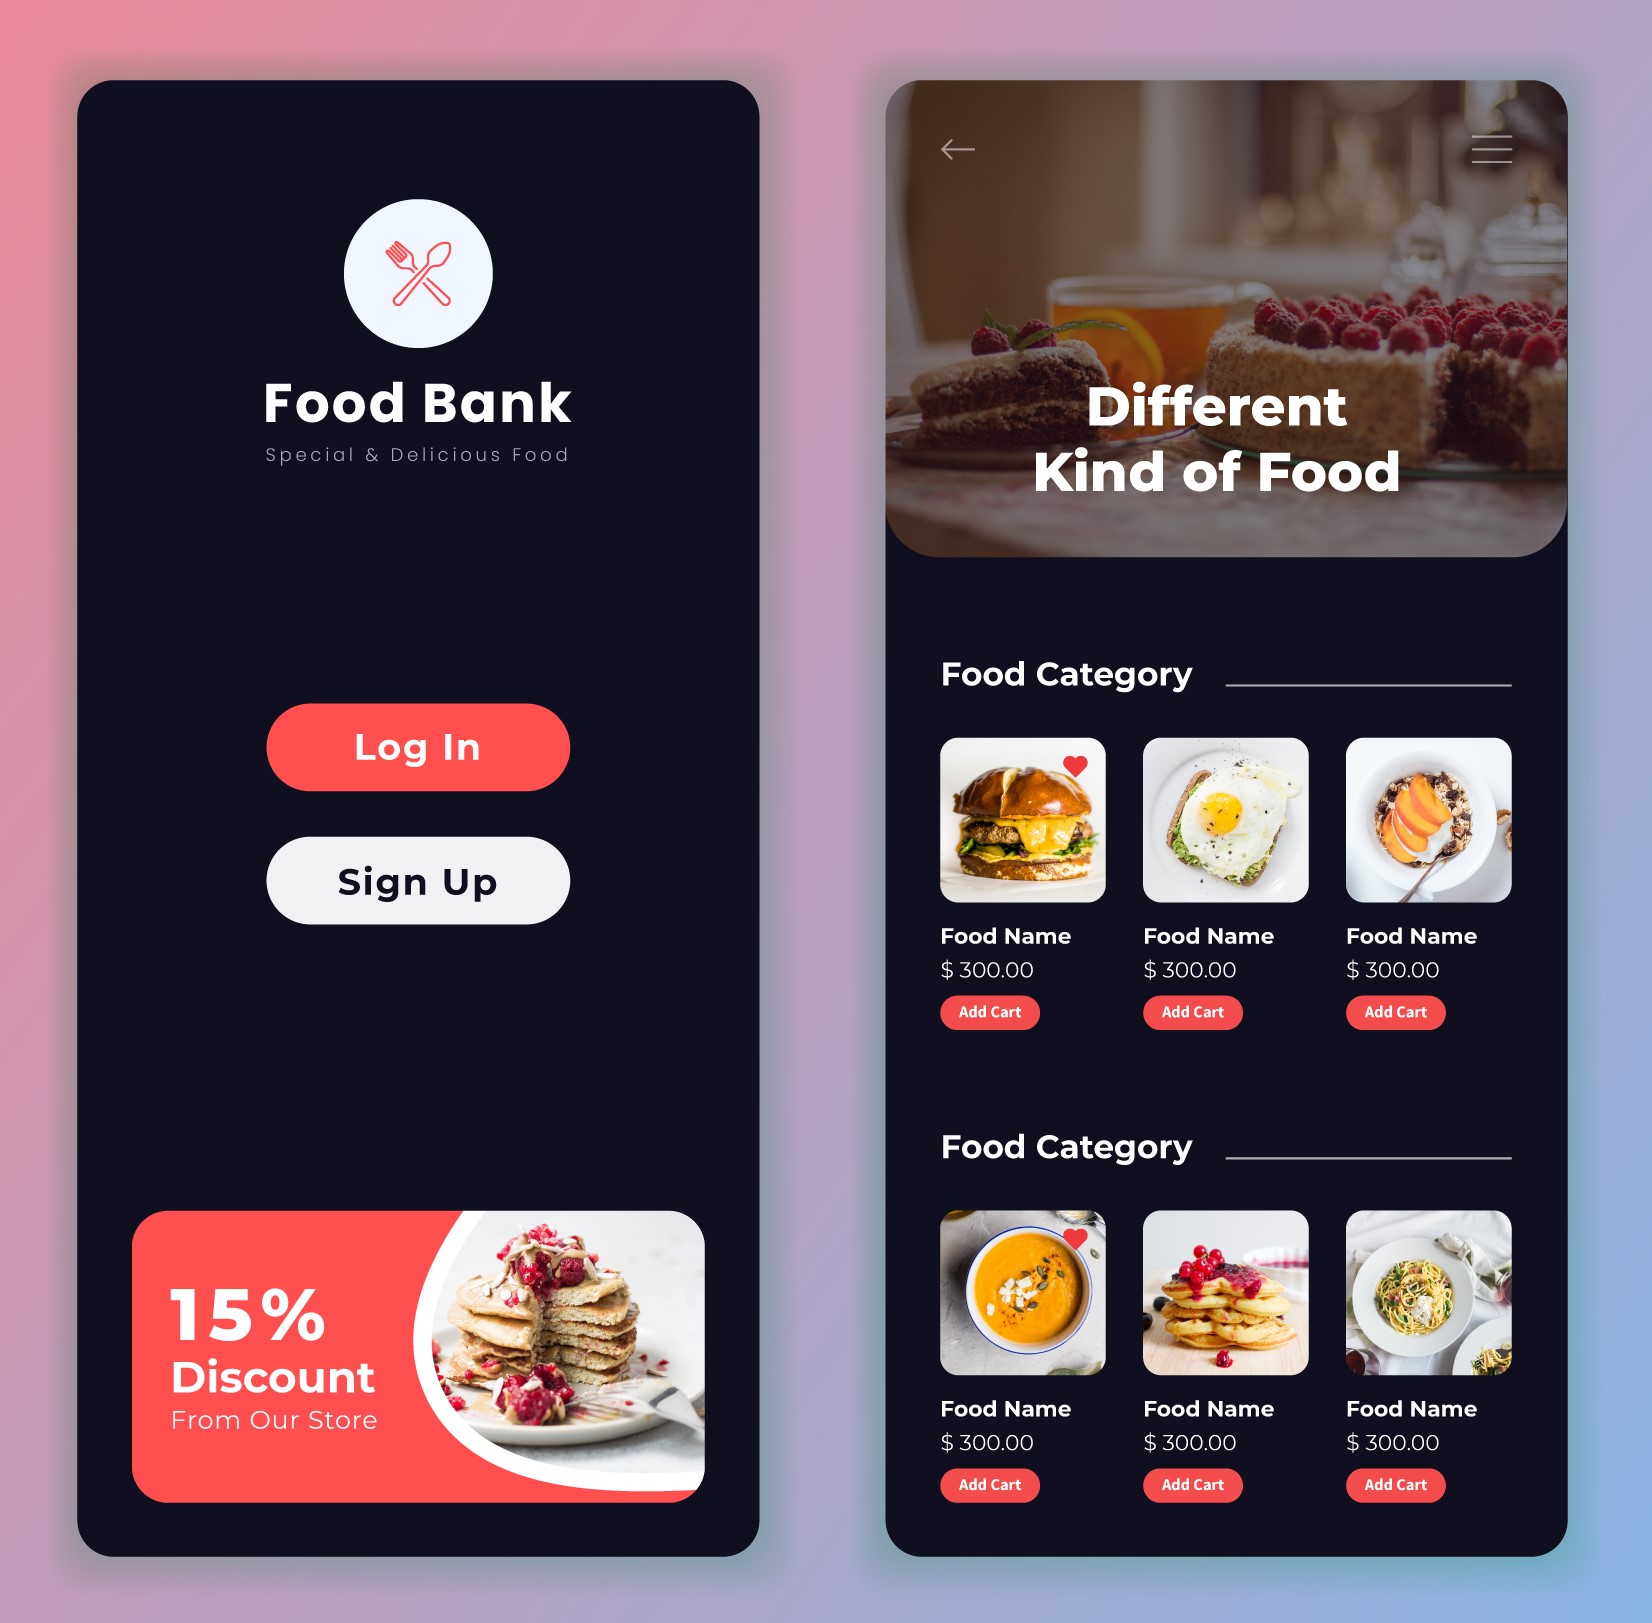 Food Bank
Special & Delicious Food
Log In
Sign Up
15%
Discount
From Our Store
Different
Kind of Food
Food Category
Food Name Food Name Food Name
$ 300.00 $ 300.00 $ 300.00
Add Cart Add Cart Add Cart
Food Category
Food Name Food Name Food Name
$ 300.00 $ 300.00 $ 300.00
Add Cart Add Cart Add Cart